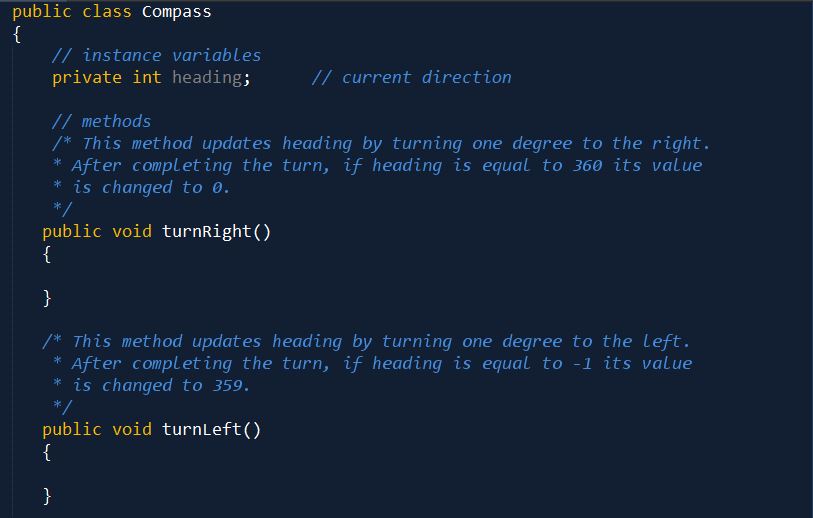 public class Compass
{
// instance variables
private int heading; // current direction
// methods
/* This method updates heading by turning one degree to the right.
* After completing the turn, if heading is equal to 360 its value
* is changed to 0.
*/
public void turnRight()
{
}
/* This method updates heading by turning one degree to the left.
* After completing the turn, if heading is equal to -1 its value
* is changed to 359.
*/
public void turnLeft()
{
}